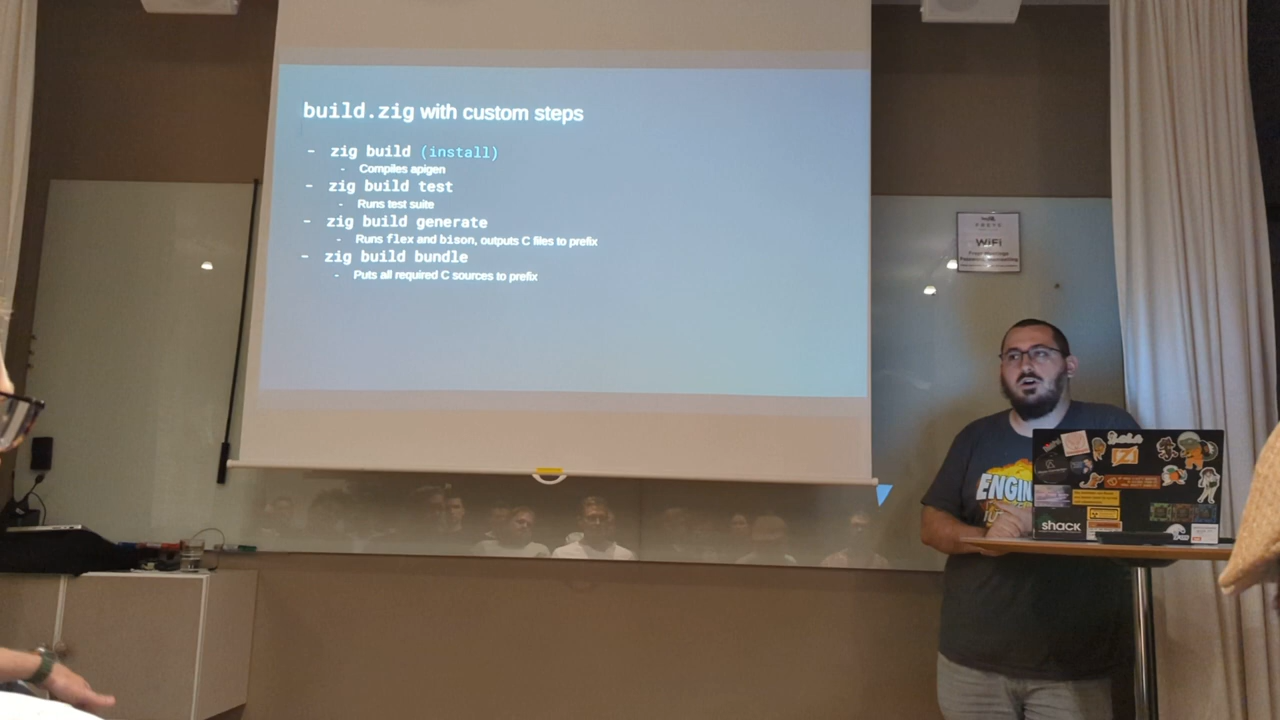 build.zig with custom steps
- zig build (install)
- Compiles apigen
- zig build test
- Runs test suite
- zig build generate
- Runs flex and bison, outputs C files to prefix
- zig build bundle
- Puts all required C sources to prefix
WiFi
ENGIN
shack